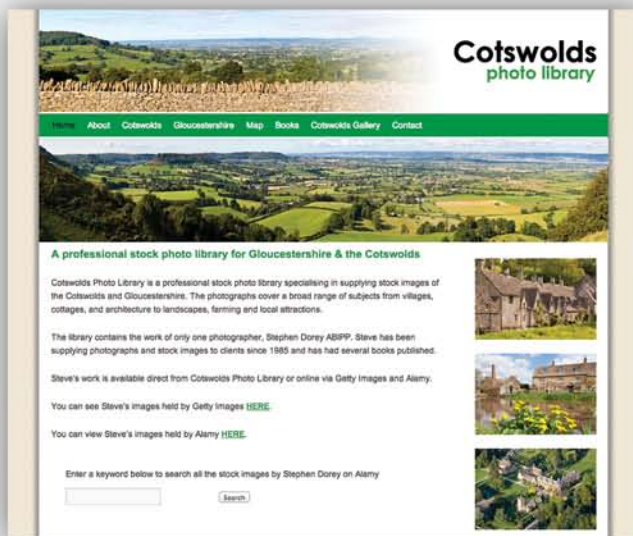 Cotswolds
photo library
Home About Cotswolds Gloucestershire Map Books Cotswolds Gallery Contact
A professional stock photo library for Gloucestershire & the Cotswolds
Cotswolds Photo Library is a professional stock photo library specialising in supplying stock images of
the Cotswolds and Gloucestershire. The photographs cover a broad range of subjects from villages,
cottages, and architecture to landscapes, farming and local attractions.
The library contains the work of only one photographer, Stephen Dorey ABIPP. Steve has been
supplying photographs and stock images to clients since 1985 and has had several books published.
Steve's work is available direct from Cotswolds Photo Library or online via Getty Images and Alamy.
You can see Steve's images held by Getty Images HERE.
You can view Steve's images held by Alamy HERE.
Enter a keyword below to search all the stock images by Stephen Dorey on Alamy
Search